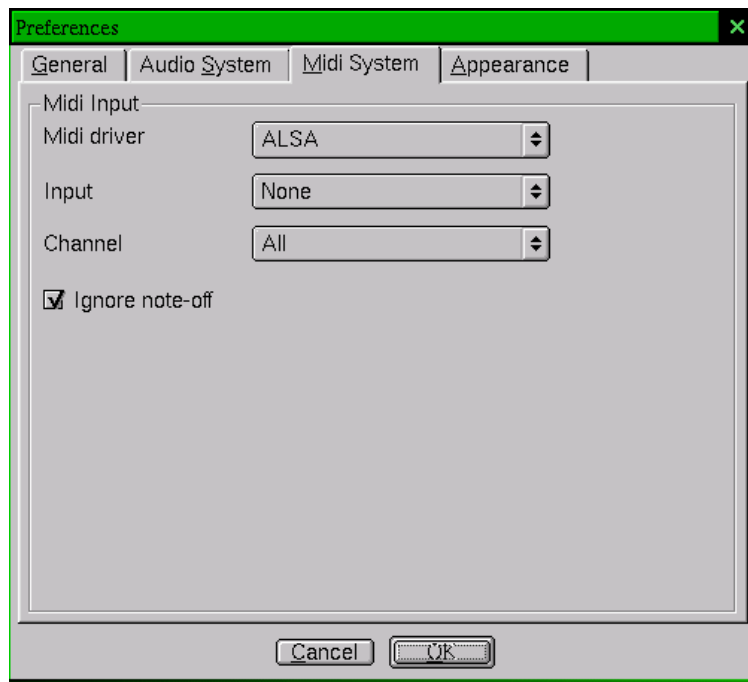 Preferences
General Audio System Midi System Appearance
Midi Input
Midi driver ALSA
Input None
Channel All
Ignore note-off
Cancel OK